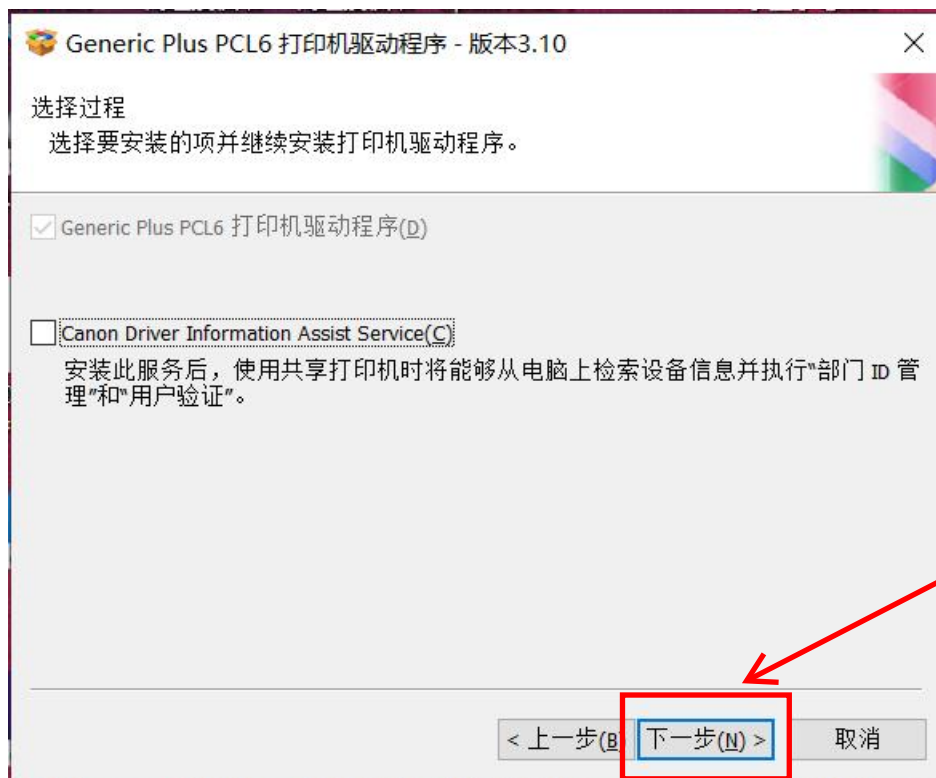 Generic Plus PCL6 打印机驱动程序 - 版本3.10
选择过程
选择要安装的项并继续安装打印机驱动程序。
Generic Plus PCL6 打印机驱动程序(D)
Canon Driver Information Assist Service(C)
安装此服务后，使用共享打印机时将能够从电脑上检索设备信息并执行“部门 ID 管
理”和“用户验证”。
< 上一步(B 下一步(N) > 取消